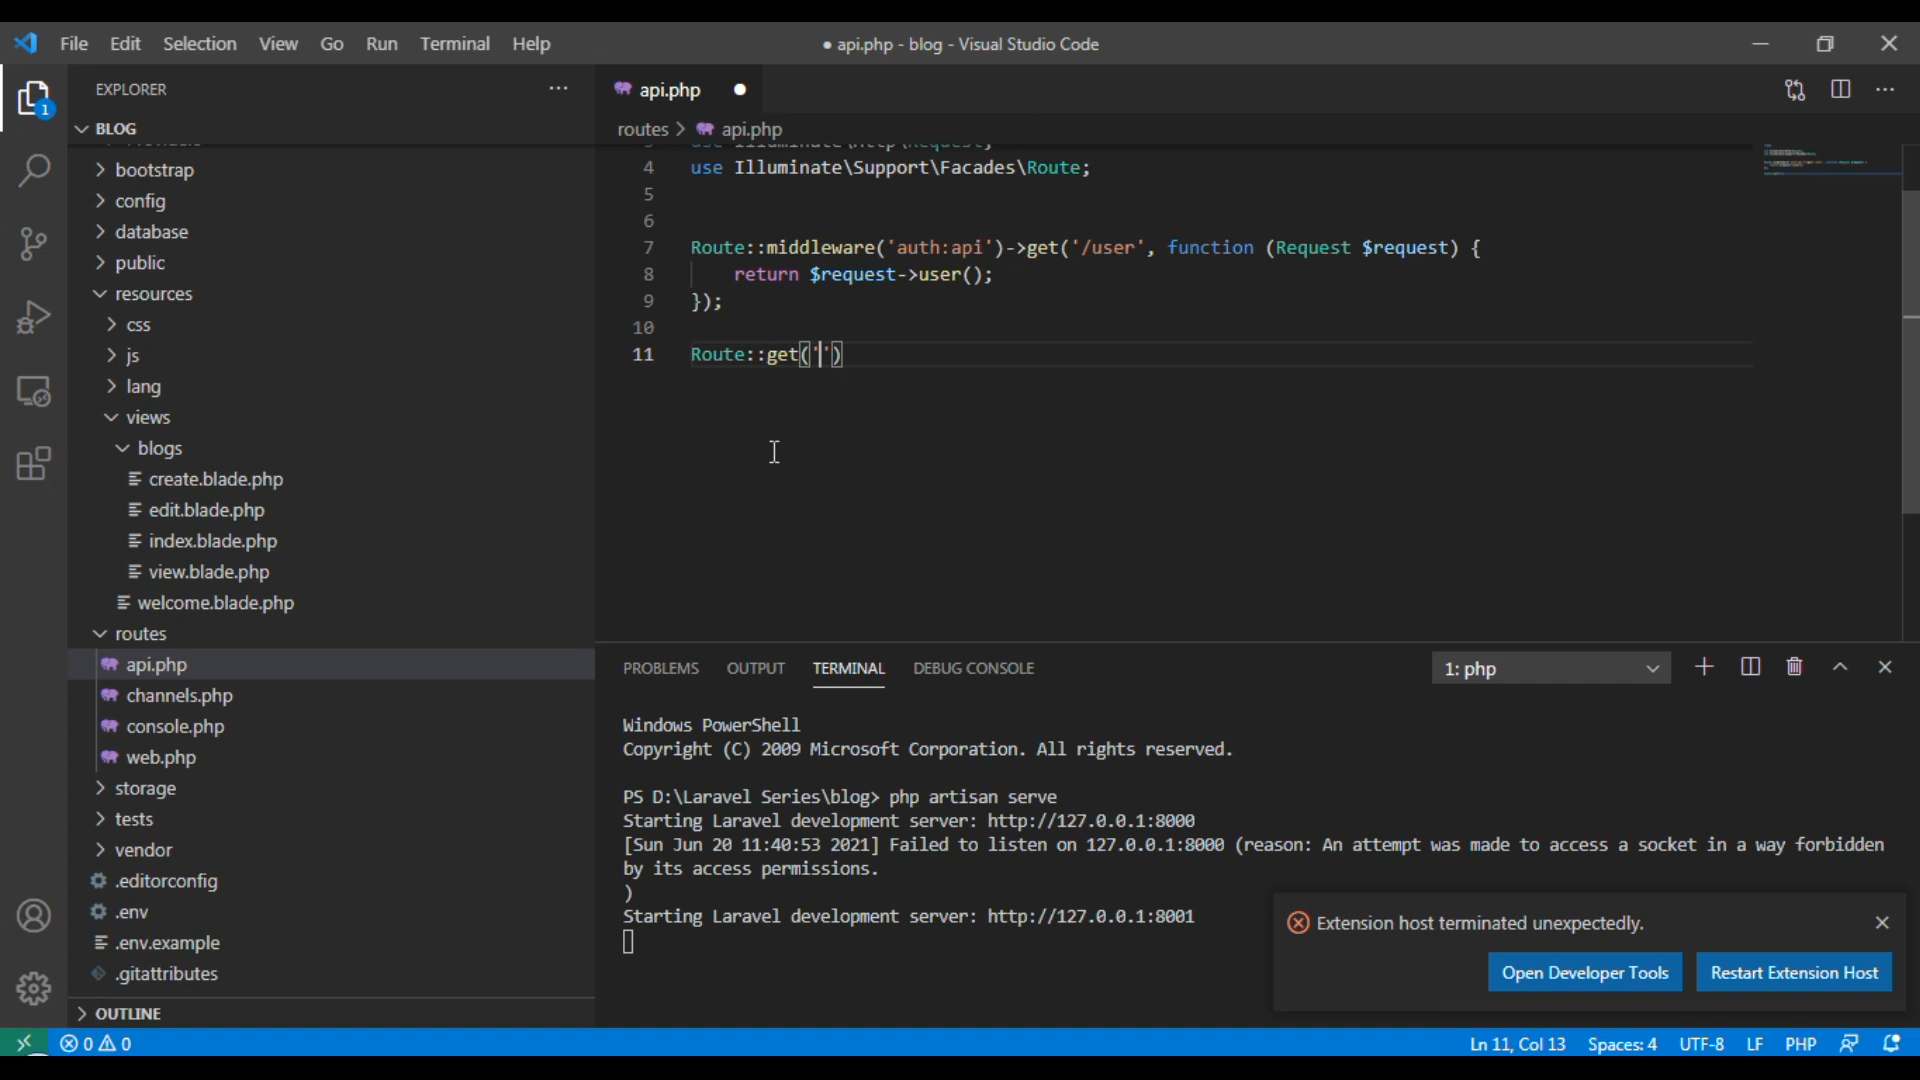 File Edit Selection View Go Run Terminal Help
● api.php - blog - Visual Studio Code
EXPLORER
1
BLOG
bootstrap
config
database
public
resources
css
js
lang
views
blogs
create.blade.php
edit.blade.php
index.blade.php
view.blade.php
welcome.blade.php
routes
api.php
channels.php
console.php
web.php
storage
tests
vendor
.editorconfig
.env
.env.example
.gitattributes
OUTLINE
api.php
routes > api.php
4 use Illuminate\Support\Facades\Route;
5
6
7 Route::middleware('auth:api')->get('/user', function (Request $request) {
8 return $request->user();
9 });
10
11 Route::get('')
PROBLEMS OUTPUT TERMINAL DEBUG CONSOLE
1: php
Windows PowerShell
Copyright (C) 2009 Microsoft Corporation. All rights reserved.
PS D:\Laravel Series\blog> php artisan serve
Starting Laravel development server: http://127.0.0.1:8000
[Sun Jun 20 11:40:53 2021] Failed to listen on 127.0.0.1:8000 (reason: An attempt was made to access a socket in a way forbidden
by its access permissions.
)
Starting Laravel development server: http://127.0.0.1:8001
Extension host terminated unexpectedly.
Open Developer Tools
Restart Extension Host
0 0
Ln 11, Col 13 Spaces: 4 UTF-8 LF PHP